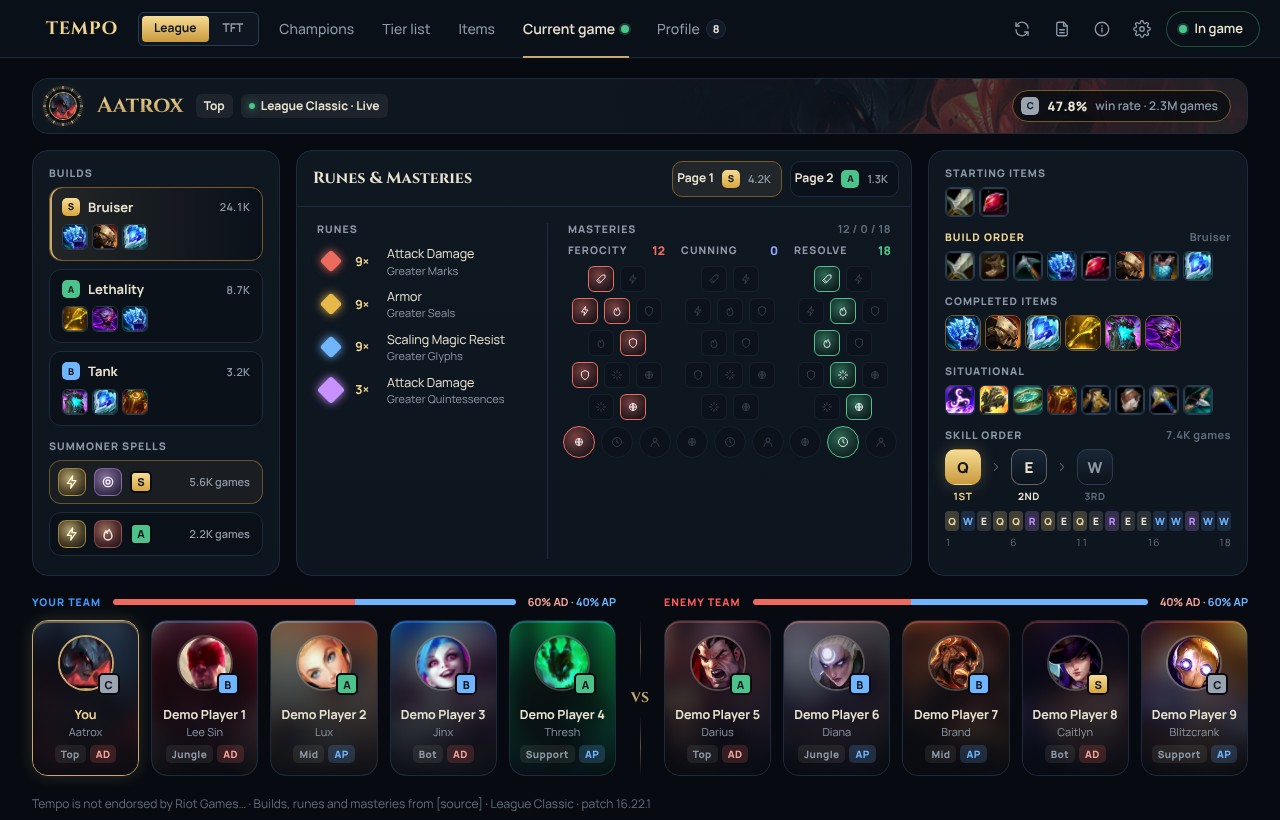 TEMPO League TFT Champions Tier list Items Current game Profile 8 In game
AATROX Top League Classic · Live C 47.8% win rate · 2.3M games
BUILDS
S Bruiser 24.1K
A Lethality 8.7K
B Tank 3.2K
SUMMONER SPELLS
S 5.6K games
A 2.2K games
RUNES & MASTERIES Page 1 S 4.2K Page 2 A 1.3K
RUNES
9× Attack Damage
Greater Marks
9× Armor
Greater Seals
9× Scaling Magic Resist
Greater Glyphs
3× Attack Damage
Greater Quintessences
MASTERIES 12 / 0 / 18
FEROCITY 12 CUNNING 0 RESOLVE 18
STARTING ITEMS
BUILD ORDER Bruiser
COMPLETED ITEMS
SITUATIONAL
SKILL ORDER 7.4K games
Q E W
1ST 2ND 3RD
Q W E Q Q R Q E Q E R E E W W R W W
1 6 11 16 18
YOUR TEAM 60% AD · 40% AP
C B A B A
You Demo Player 1 Demo Player 2 Demo Player 3 Demo Player 4
Aatrox Lee Sin Lux Jinx Thresh
Top AD Jungle AD Mid AP Bot AD Support AP
VS
ENEMY TEAM 40% AD · 60% AP
A B B S C
Demo Player 5 Demo Player 6 Demo Player 7 Demo Player 8 Demo Player 9
Darius Diana Brand Caitlyn Blitzcrank
Top AD Jungle AP Mid AP Bot AD Support AP
Tempo is not endorsed by Riot Games… · Builds, runes and masteries from [source] · League Classic · patch 16.22.1